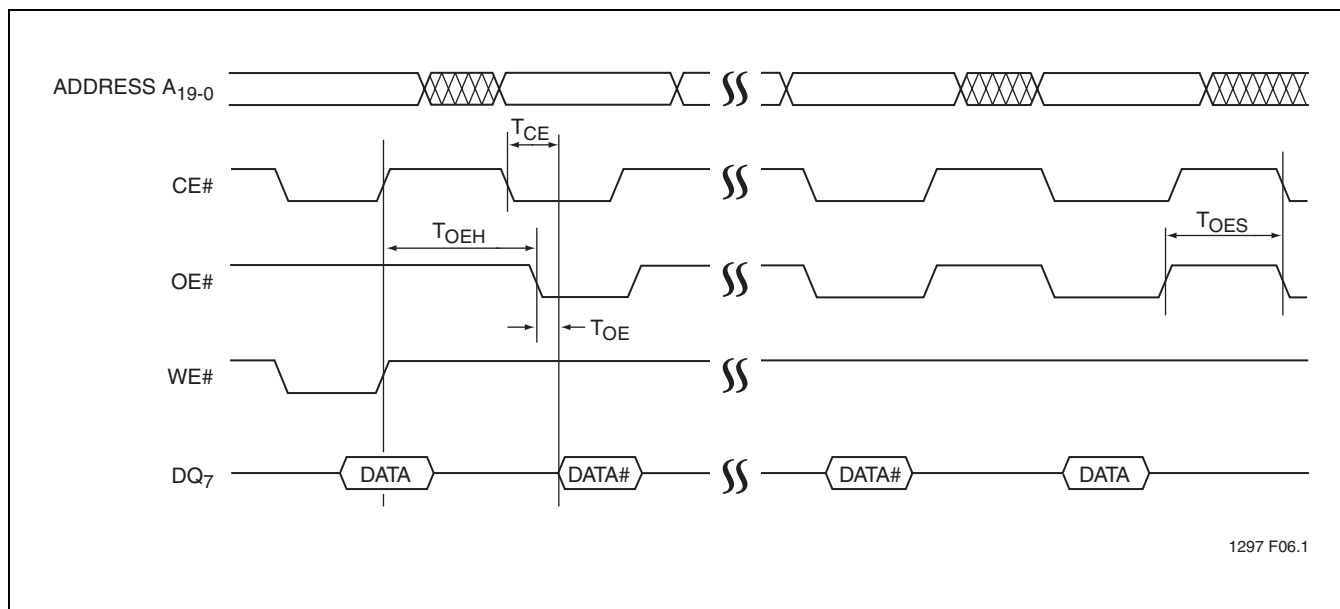 ADDRESS A19-0
TCE
CE#
TOEH
TOES
OE#
TOE
WE#
DQ7
DATA
DATA#
DATA#
DATA
1297 F06.1